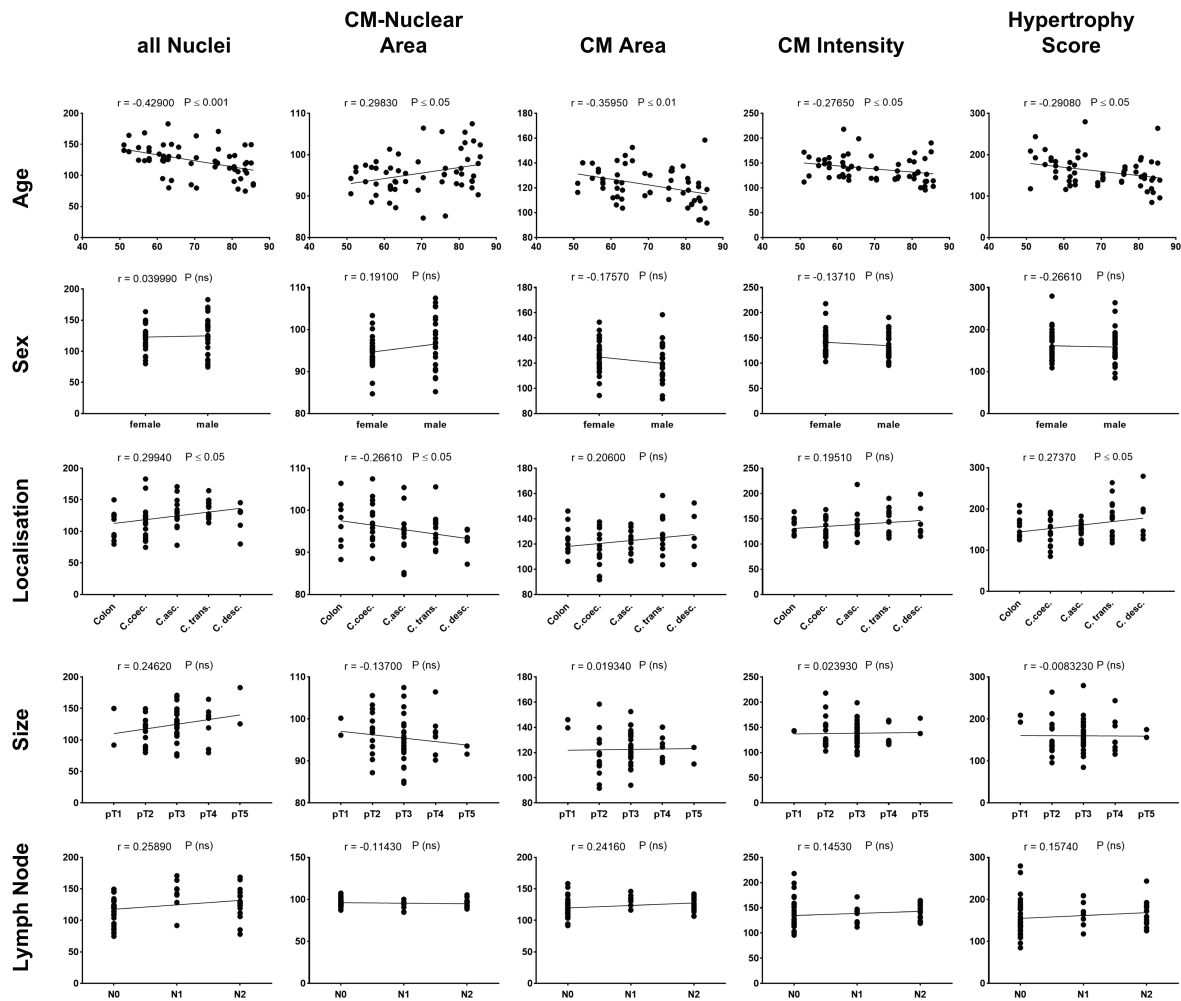 all Nuclei
CM-Nuclear
Area
CM Area
CM Intensity
Hypertrophy
Score
Age
r = -0.42900 P ≤ 0.001
200
150
100
50
0
40 50 60 70 80 90
r = 0.29830 P ≤ 0.05
110
100
90
80
40 50 60 70 80 90
r = -0.35950 P ≤ 0.01
180
160
140
120
100
80
40 50 60 70 80 90
r = -0.27650 P ≤ 0.05
250
200
150
100
50
0
40 50 60 70 80 90
r = -0.29080 P ≤ 0.05
300
200
100
0
40 50 60 70 80 90
Sex
r = 0.039990 P (ns)
200
150
100
50
0
female male
r = 0.19100 P (ns)
110
100
90
80
female male
r = -0.17570 P (ns)
180
160
140
120
100
80
female male
r = -0.13710 P (ns)
250
200
150
100
50
0
female male
r = -0.26610 P (ns)
300
200
100
0
female male
Localisation
r = 0.29940 P ≤ 0.05
200
150
100
50
0
Colon C.coec. C.asc. C. trans. C. desc.
r = -0.26610 P ≤ 0.05
110
100
90
80
Colon C.coec. C.asc. C. trans. C. desc.
r = 0.20600 P (ns)
180
160
140
120
100
80
Colon C.coec. C.asc. C. trans. C. desc.
r = 0.19510 P (ns)
250
200
150
100
50
0
Colon C.coec. C.asc. C. trans. C. desc.
r = 0.27370 P ≤ 0.05
300
200
100
0
Colon C.coec. C.asc. C. trans. C. desc.
Size
r = 0.24620 P (ns)
200
150
100
50
0
pT1 pT2 pT3 pT4 pT5
r = -0.13700 P (ns)
110
100
90
80
pT1 pT2 pT3 pT4 pT5
r = 0.019340 P (ns)
180
160
140
120
100
80
pT1 pT2 pT3 pT4 pT5
r = 0.023930 P (ns)
250
200
150
100
50
0
pT1 pT2 pT3 pT4 pT5
r = -0.0083230 P (ns)
300
200
100
0
pT1 pT2 pT3 pT4 pT5
Lymph Node
r = 0.25890 P (ns)
200
150
100
50
0
N0 N1 N2
r = -0.11430 P (ns)
150
100
50
0
N0 N1 N2
r = 0.24160 P (ns)
200
150
100
50
0
N0 N1 N2
r = 0.14530 P (ns)
250
200
150
100
50
0
N0 N1 N2
r = 0.15740 P (ns)
300
200
100
0
N0 N1 N2